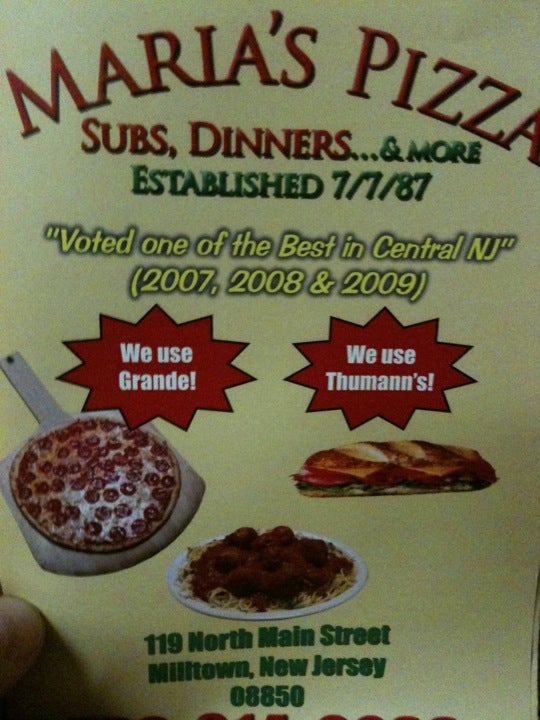 MARIA'S PIZZA
SUBS, DINNERS...& MORE
ESTABLISHED 7/7/87
"Voted one of the Best in Central NJ"
(2007, 2008 & 2009)
We use
Grande!
We use
Thumann's!
119 North Main Street
Milltown, New Jersey
08850